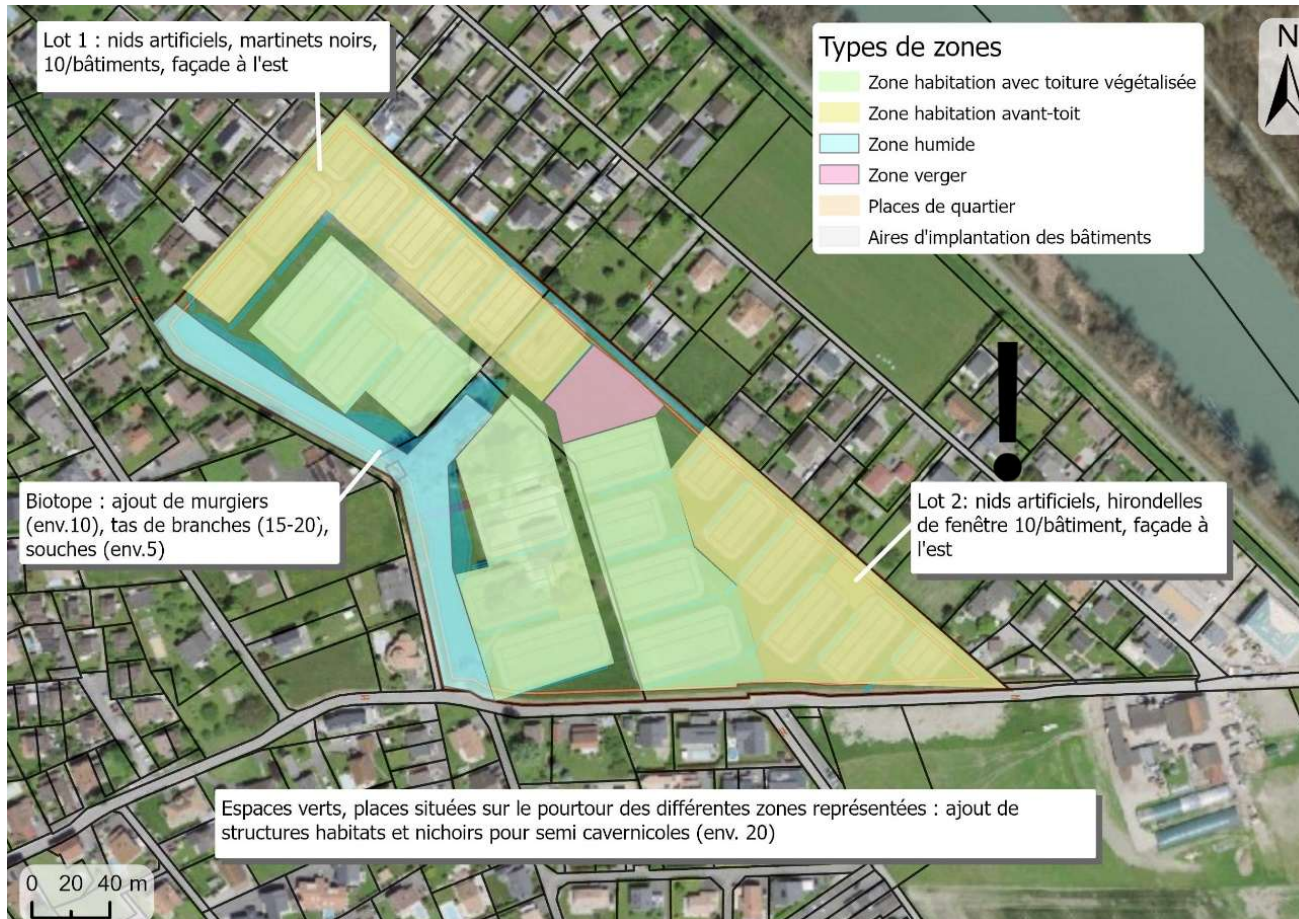 Lot 1 : nids artificiels, martinets noirs,
10/bâtiments, façade à l'est
Types de zones
Zone habitation avec toiture végétalisée
Zone habitation avant-toit
Zone humide
Zone verger
Places de quartier
Aires d'implantation des bâtiments
N
Biotope : ajout de murgiers
(env.10), tas de branches (15-20),
souches (env.5)
Lot 2: nids artificiels, hirondelles
de fenêtre 10/bâtiment, façade à
l'est
Espaces verts, places située sur le pourtour des différentes zones représentées : ajout de
structures habitats et nichoirs pour semi cavernicoles (env. 20)
0 20 40 m